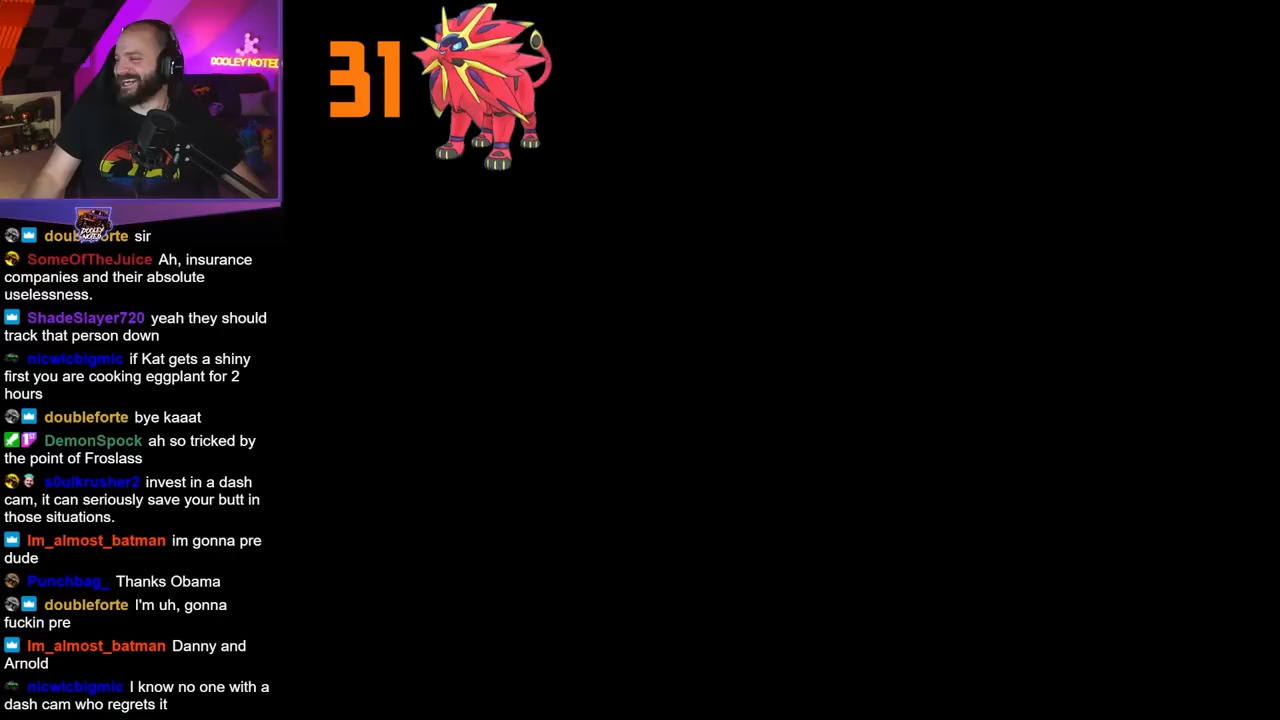 31
DOOLEY NOTED
DOOLEY
NOTED
doubleforte sir
SomeOfTheJuice Ah, insurance
companies and their absolute
uselessness.
ShadeSlayer720 yeah they should
track that person down
nicwicbigmic if Kat gets a shiny
first you are cooking eggplant for 2
hours
doubleforte bye kaaat
DemonSpock ah so tricked by
the point of Froslass
s0ulkrusher2 invest in a dash
cam, it can seriously save your butt in
those situations.
Im_almost_batman im gonna pre
dude
Punchbag_ Thanks Obama
doubleforte I'm uh, gonna
fuckin pre
Im_almost_batman Danny and
Arnold
nicwicbigmic I know no one with a
dash cam who regrets it